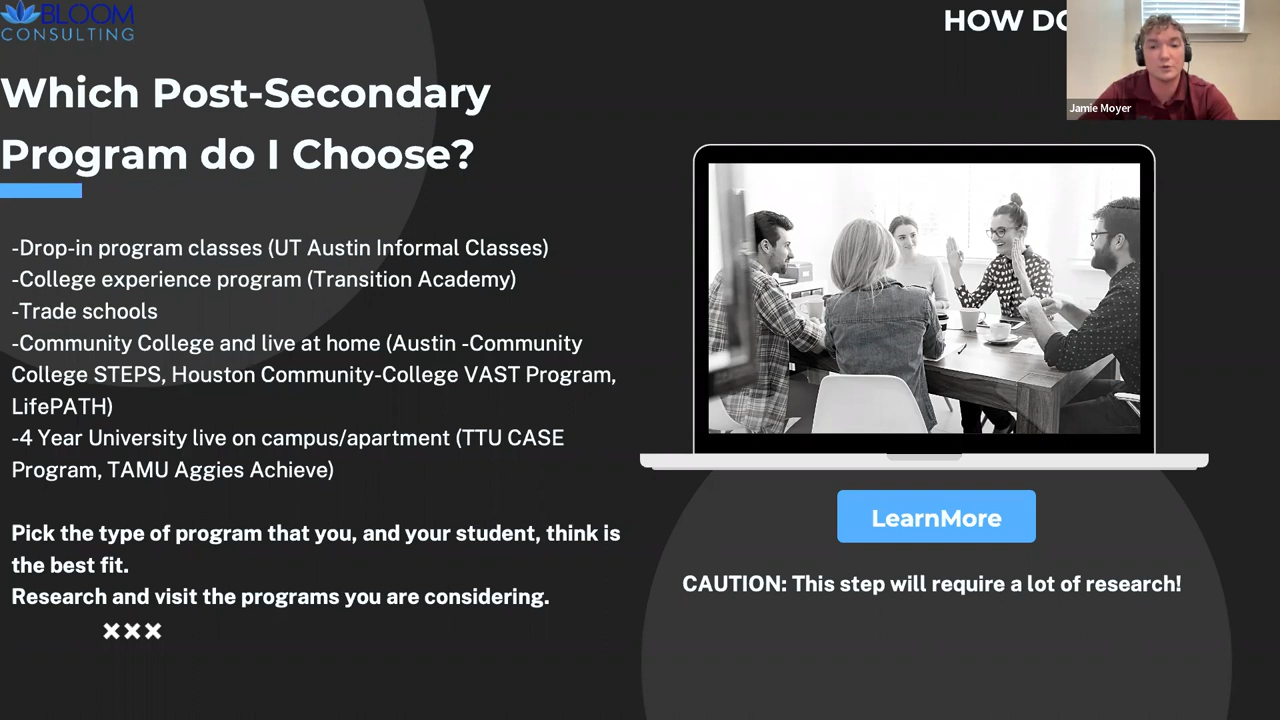 BLOOM
CONSULTING
HOW DO
Jamie Moyer
Which Post-Secondary
Program do I Choose?
-Drop-in program classes (UT Austin Informal Classes)
-College experience program (Transition Academy)
-Trade schools
-Community College and live at home (Austin -Community
College STEPS, Houston Community-College VAST Program,
LifePATH)
-4 Year University live on campus/apartment (TTU CASE
Program, TAMU Aggies Achieve)
Pick the type of program that you, and your student, think is
the best fit.
Research and visit the programs you are considering.
LearnMore
CAUTION: This step will require a lot of research!